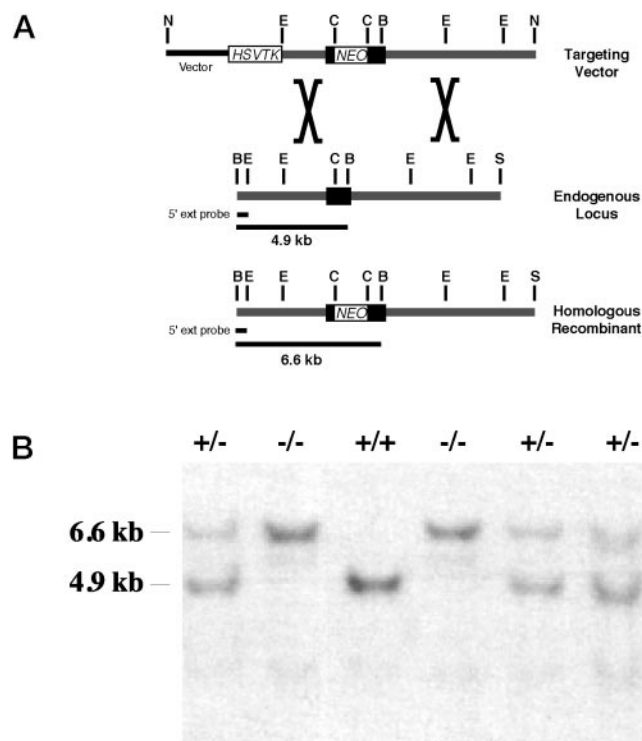 A
N E C C B E E N
HSVTK NEO
Vector
Targeting
Vector
B E E C B E E S
5' ext probe
4.9 kb
Endogenous
Locus
B E E C C B E E S
NEO
5' ext probe
6.6 kb
Homologous
Recombinant
B
+/- -/- +/+ -/- +/- +/-
6.6 kb
4.9 kb